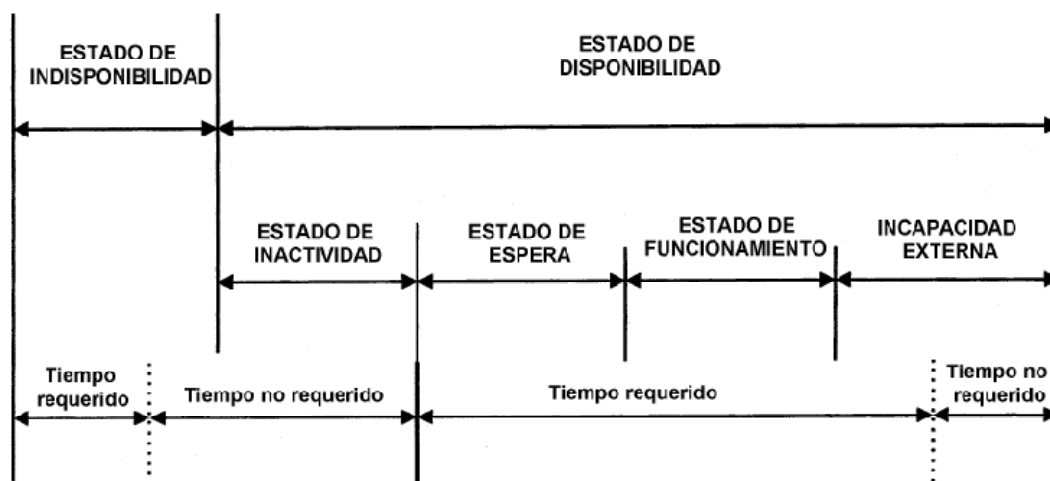 ESTADO DE
INDISPONIBILIDAD
ESTADO DE
DISPONIBILIDAD
ESTADO DE
INACTIVIDAD
ESTADO DE
ESPERA
ESTADO DE
FUNCIONAMIENTO
INCAPACIDAD
EXTERNA
Tiempo
requerido
Tiempo no requerido
Tiempo requerido
Tiempo no
requerido